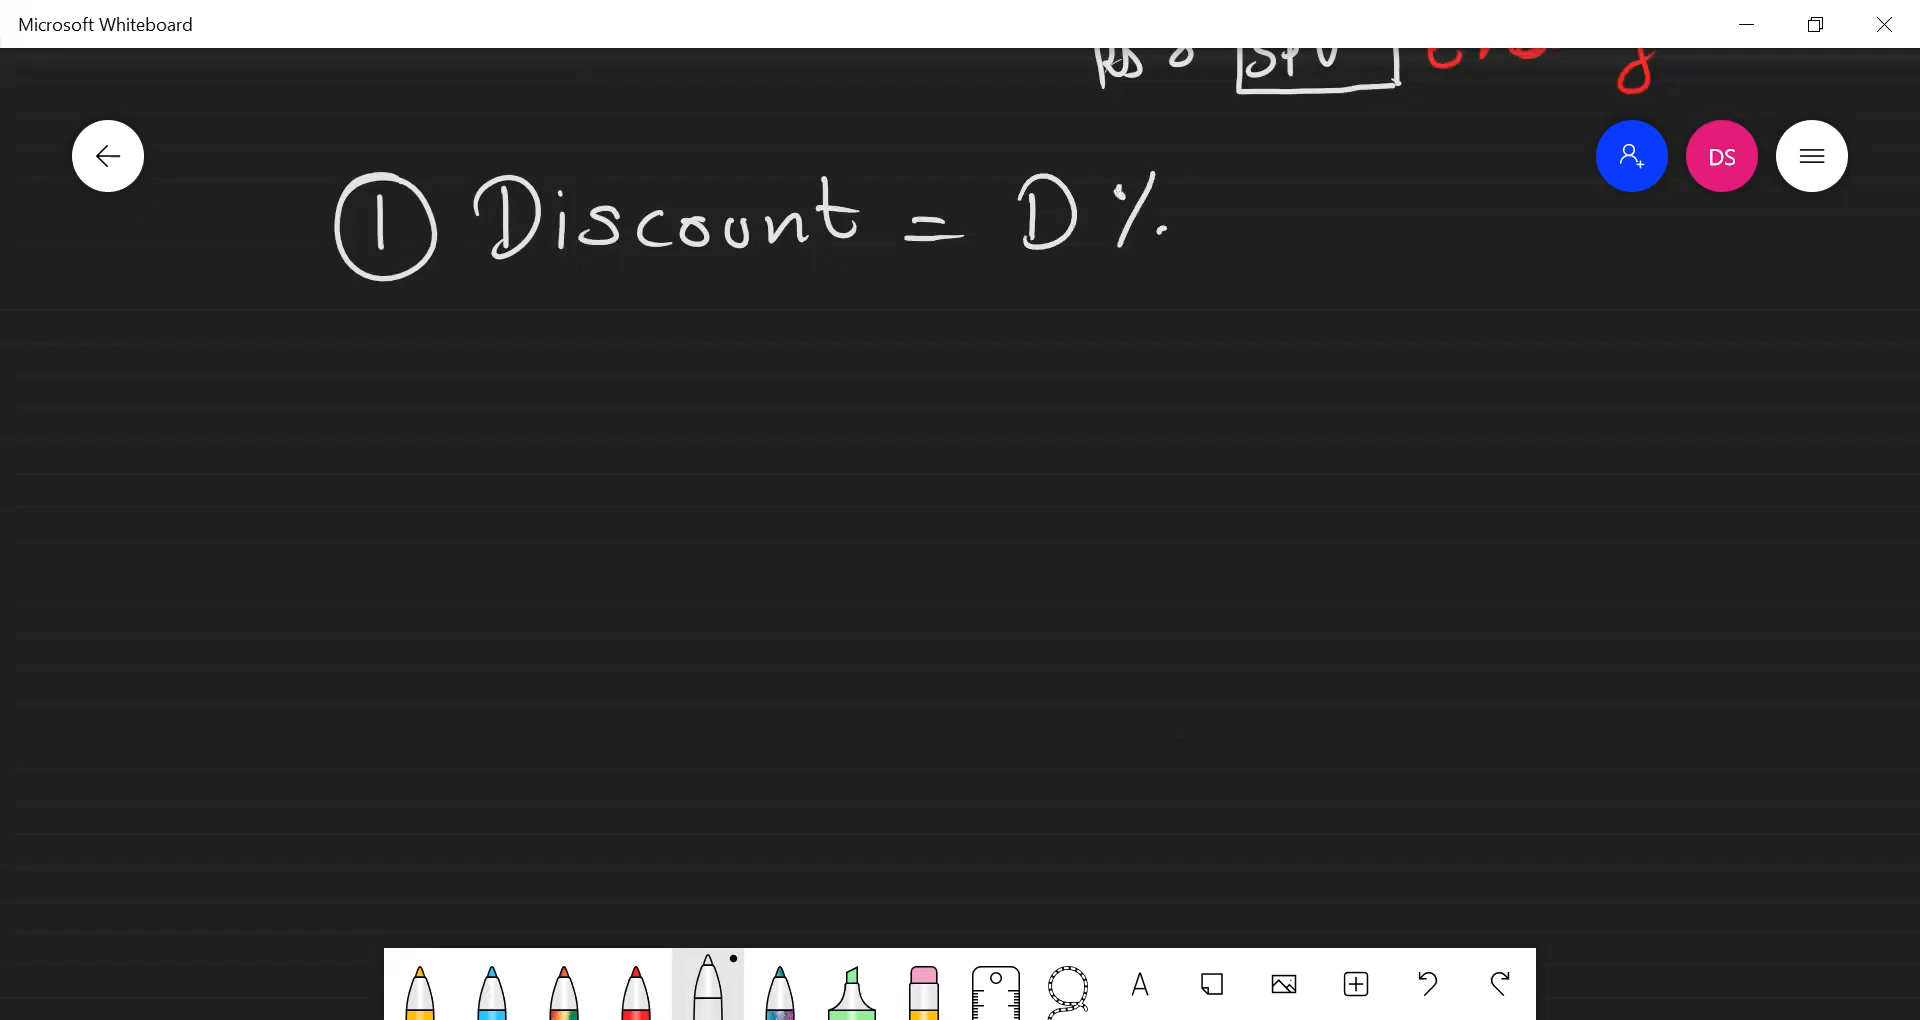 Microsoft Whiteboard
DS
① Discount = D %